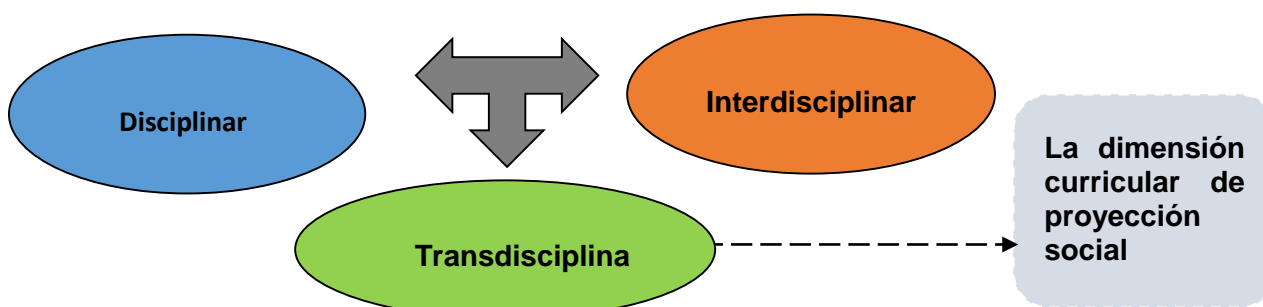 Disciplinar
Interdisciplinar
Transdisciplina
La dimensión
curricular de
proyección
social